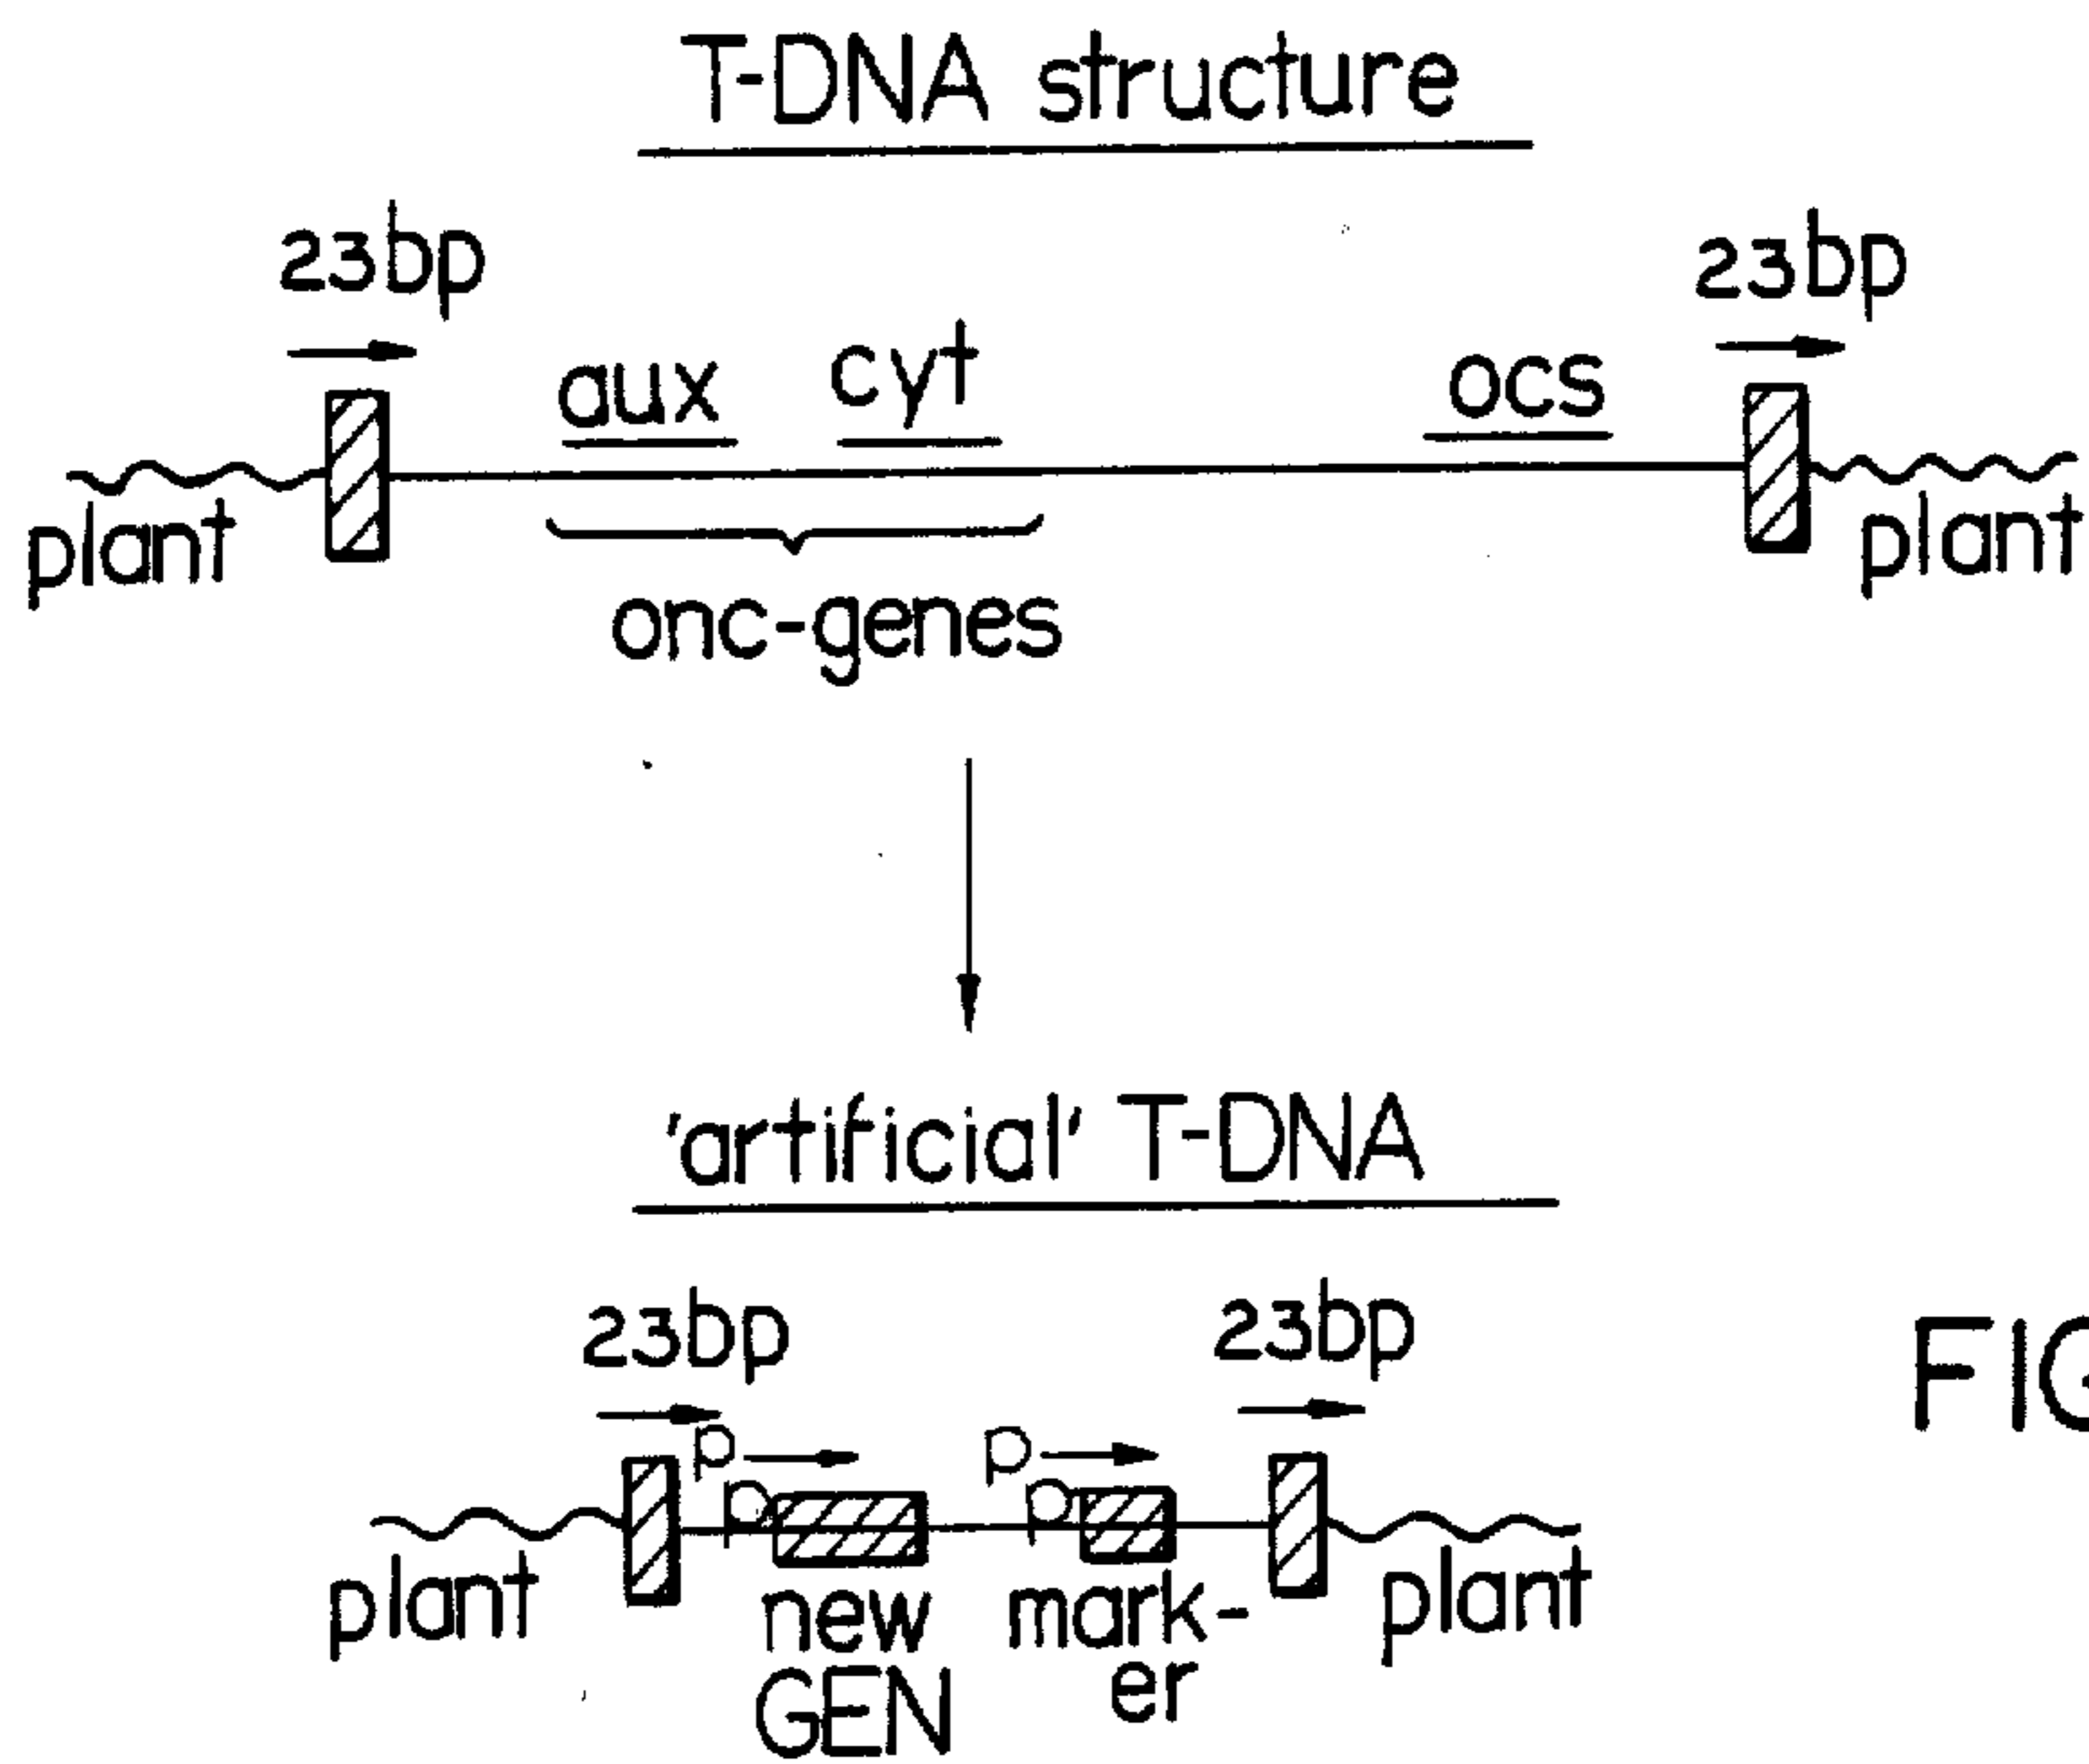 T-DNA structure
23bp 23bp
aux cyt ocs
plant plant
onc-genes
'artificial' T-DNA
23bp 23bp
FIG
p p
p p
plant new mark- plant
GEN er